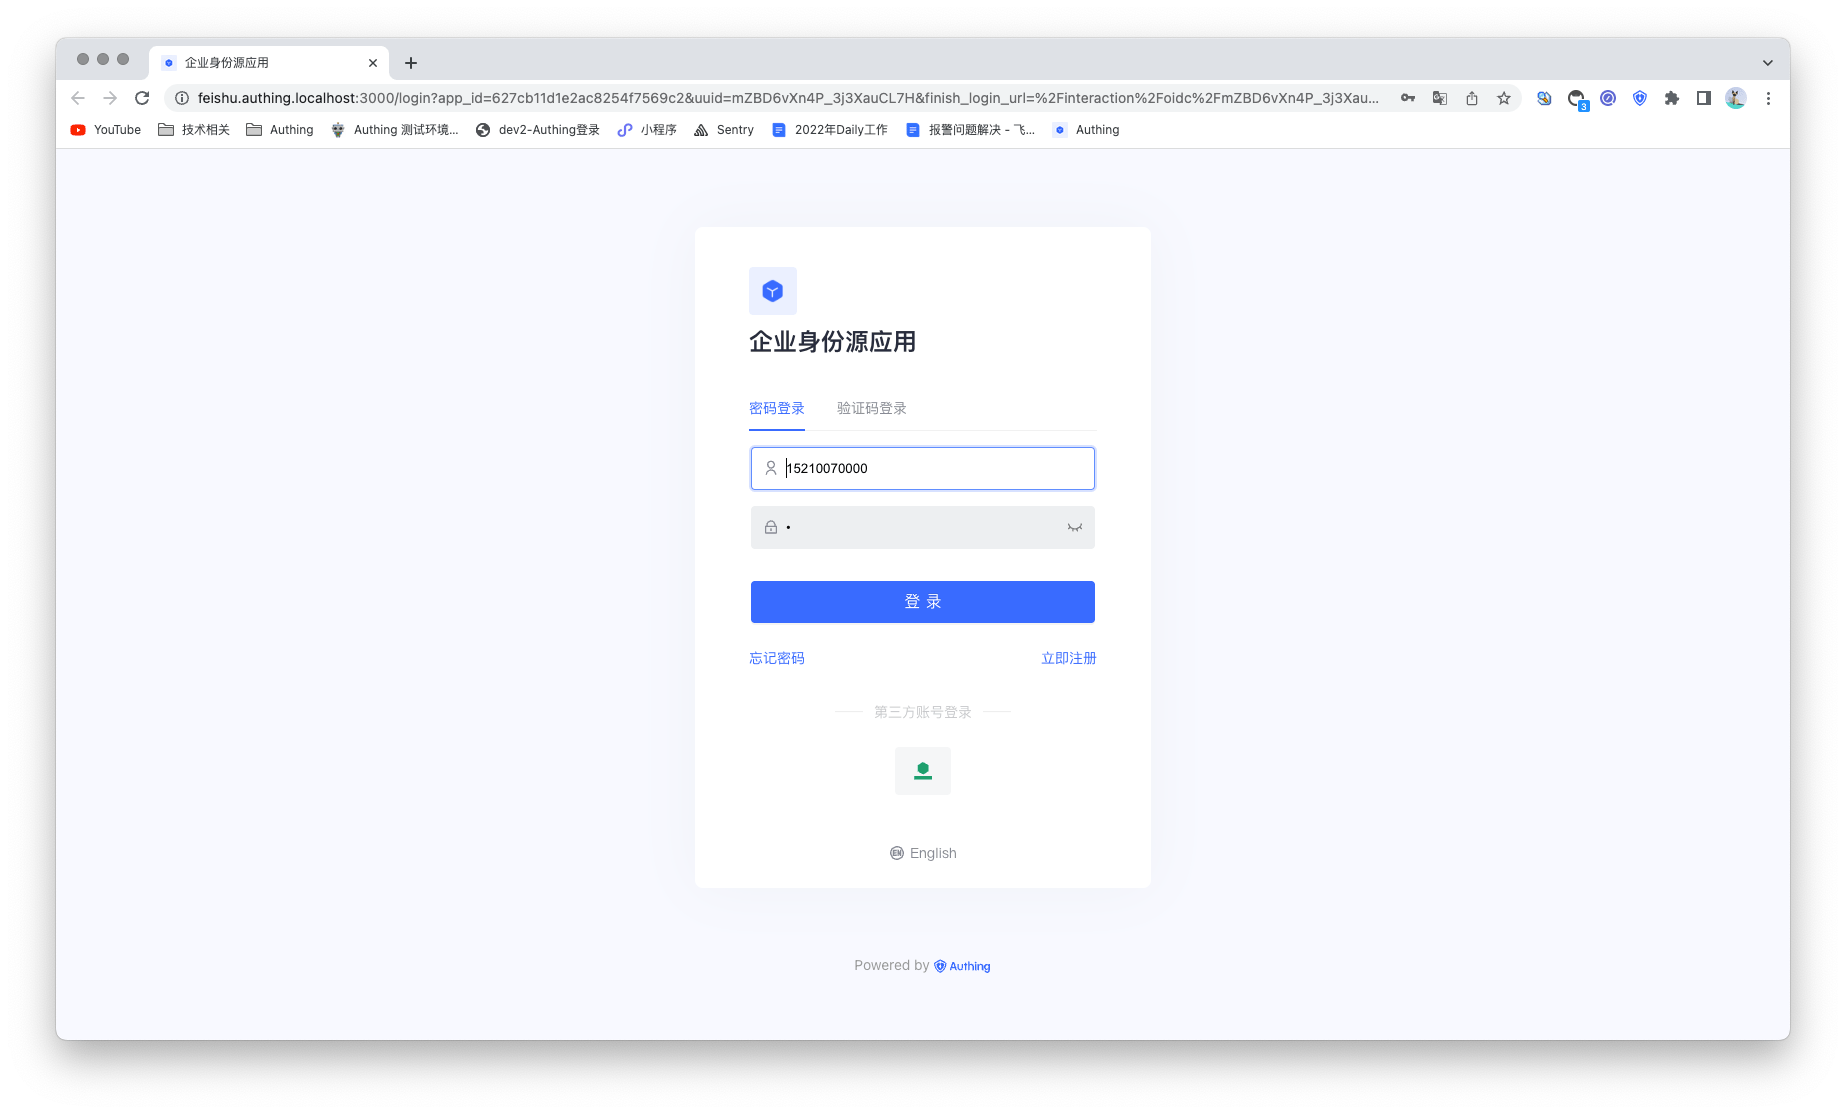 企业身份源应用
feishu.authing.localhost:3000/login?app_id=627cb11d1e2ac8254f7569c2&uuid=mZBD6vXn4P_3j3XauCL7H&finish_login_url=%2Finteraction%2Foidc%2FmZBD6vXn4P_3j3Xau...
3
YouTube 技术相关 Authing Authing 测试环境... dev2-Authing登录 小程序 Sentry 2022年Daily工作 报警问题解决 - 飞... Authing
企业身份源应用
密码登录 验证码登录
15210070000
登 录
忘记密码 立即注册
第三方账号登录
EN English
Powered by Authing